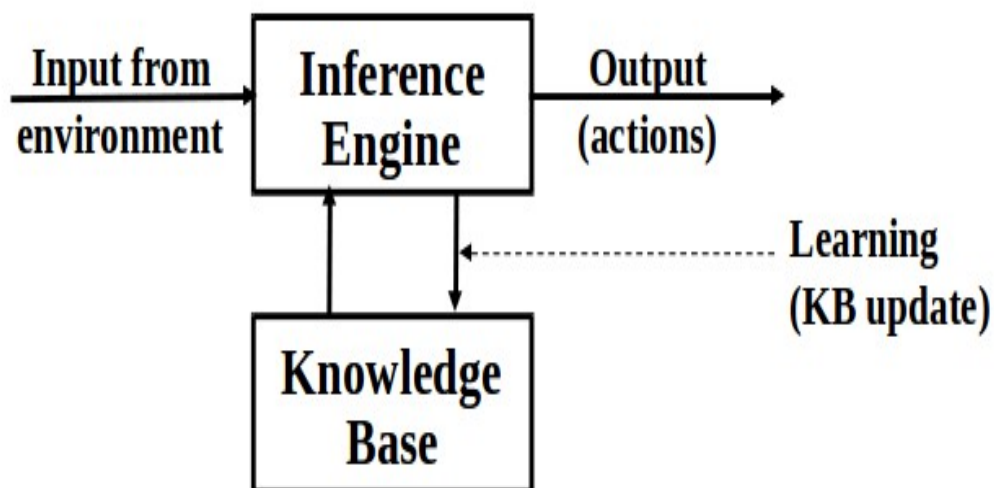 Input from
environment
Inference
Engine
Output
(actions)
Learning
(KB update)
Knowledge
Base